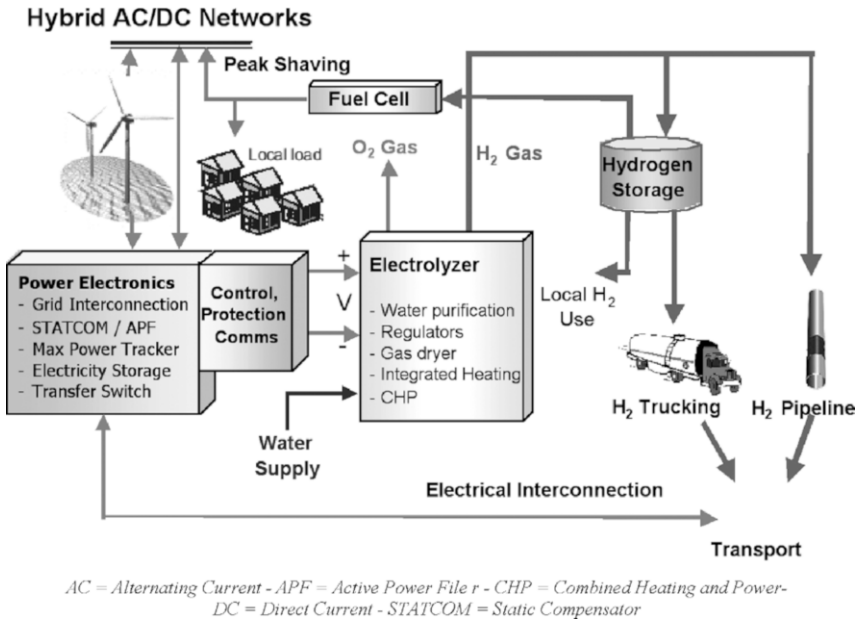 Hybrid AC/DC Networks
Peak Shaving
Fuel Cell
Local load
O2 Gas
H2 Gas
Hydrogen
Storage
Power Electronics
- Grid Interconnection
- STATCOM / APF
- Max Power Tracker
- Electricity Storage
- Transfer Switch
Control,
Protection
Comms
+
V
-
Electrolyzer
- Water purification
- Regulators
- Gas dryer
- Integrated Heating
- CHP
Local H2
Use
Water
Supply
H2 Trucking
H2 Pipeline
Electrical Interconnection
Transport
AC = Alternating Current - APF = Active Power File r - CHP = Combined Heating and Power-
DC = Direct Current - STATCOM = Static Compensator